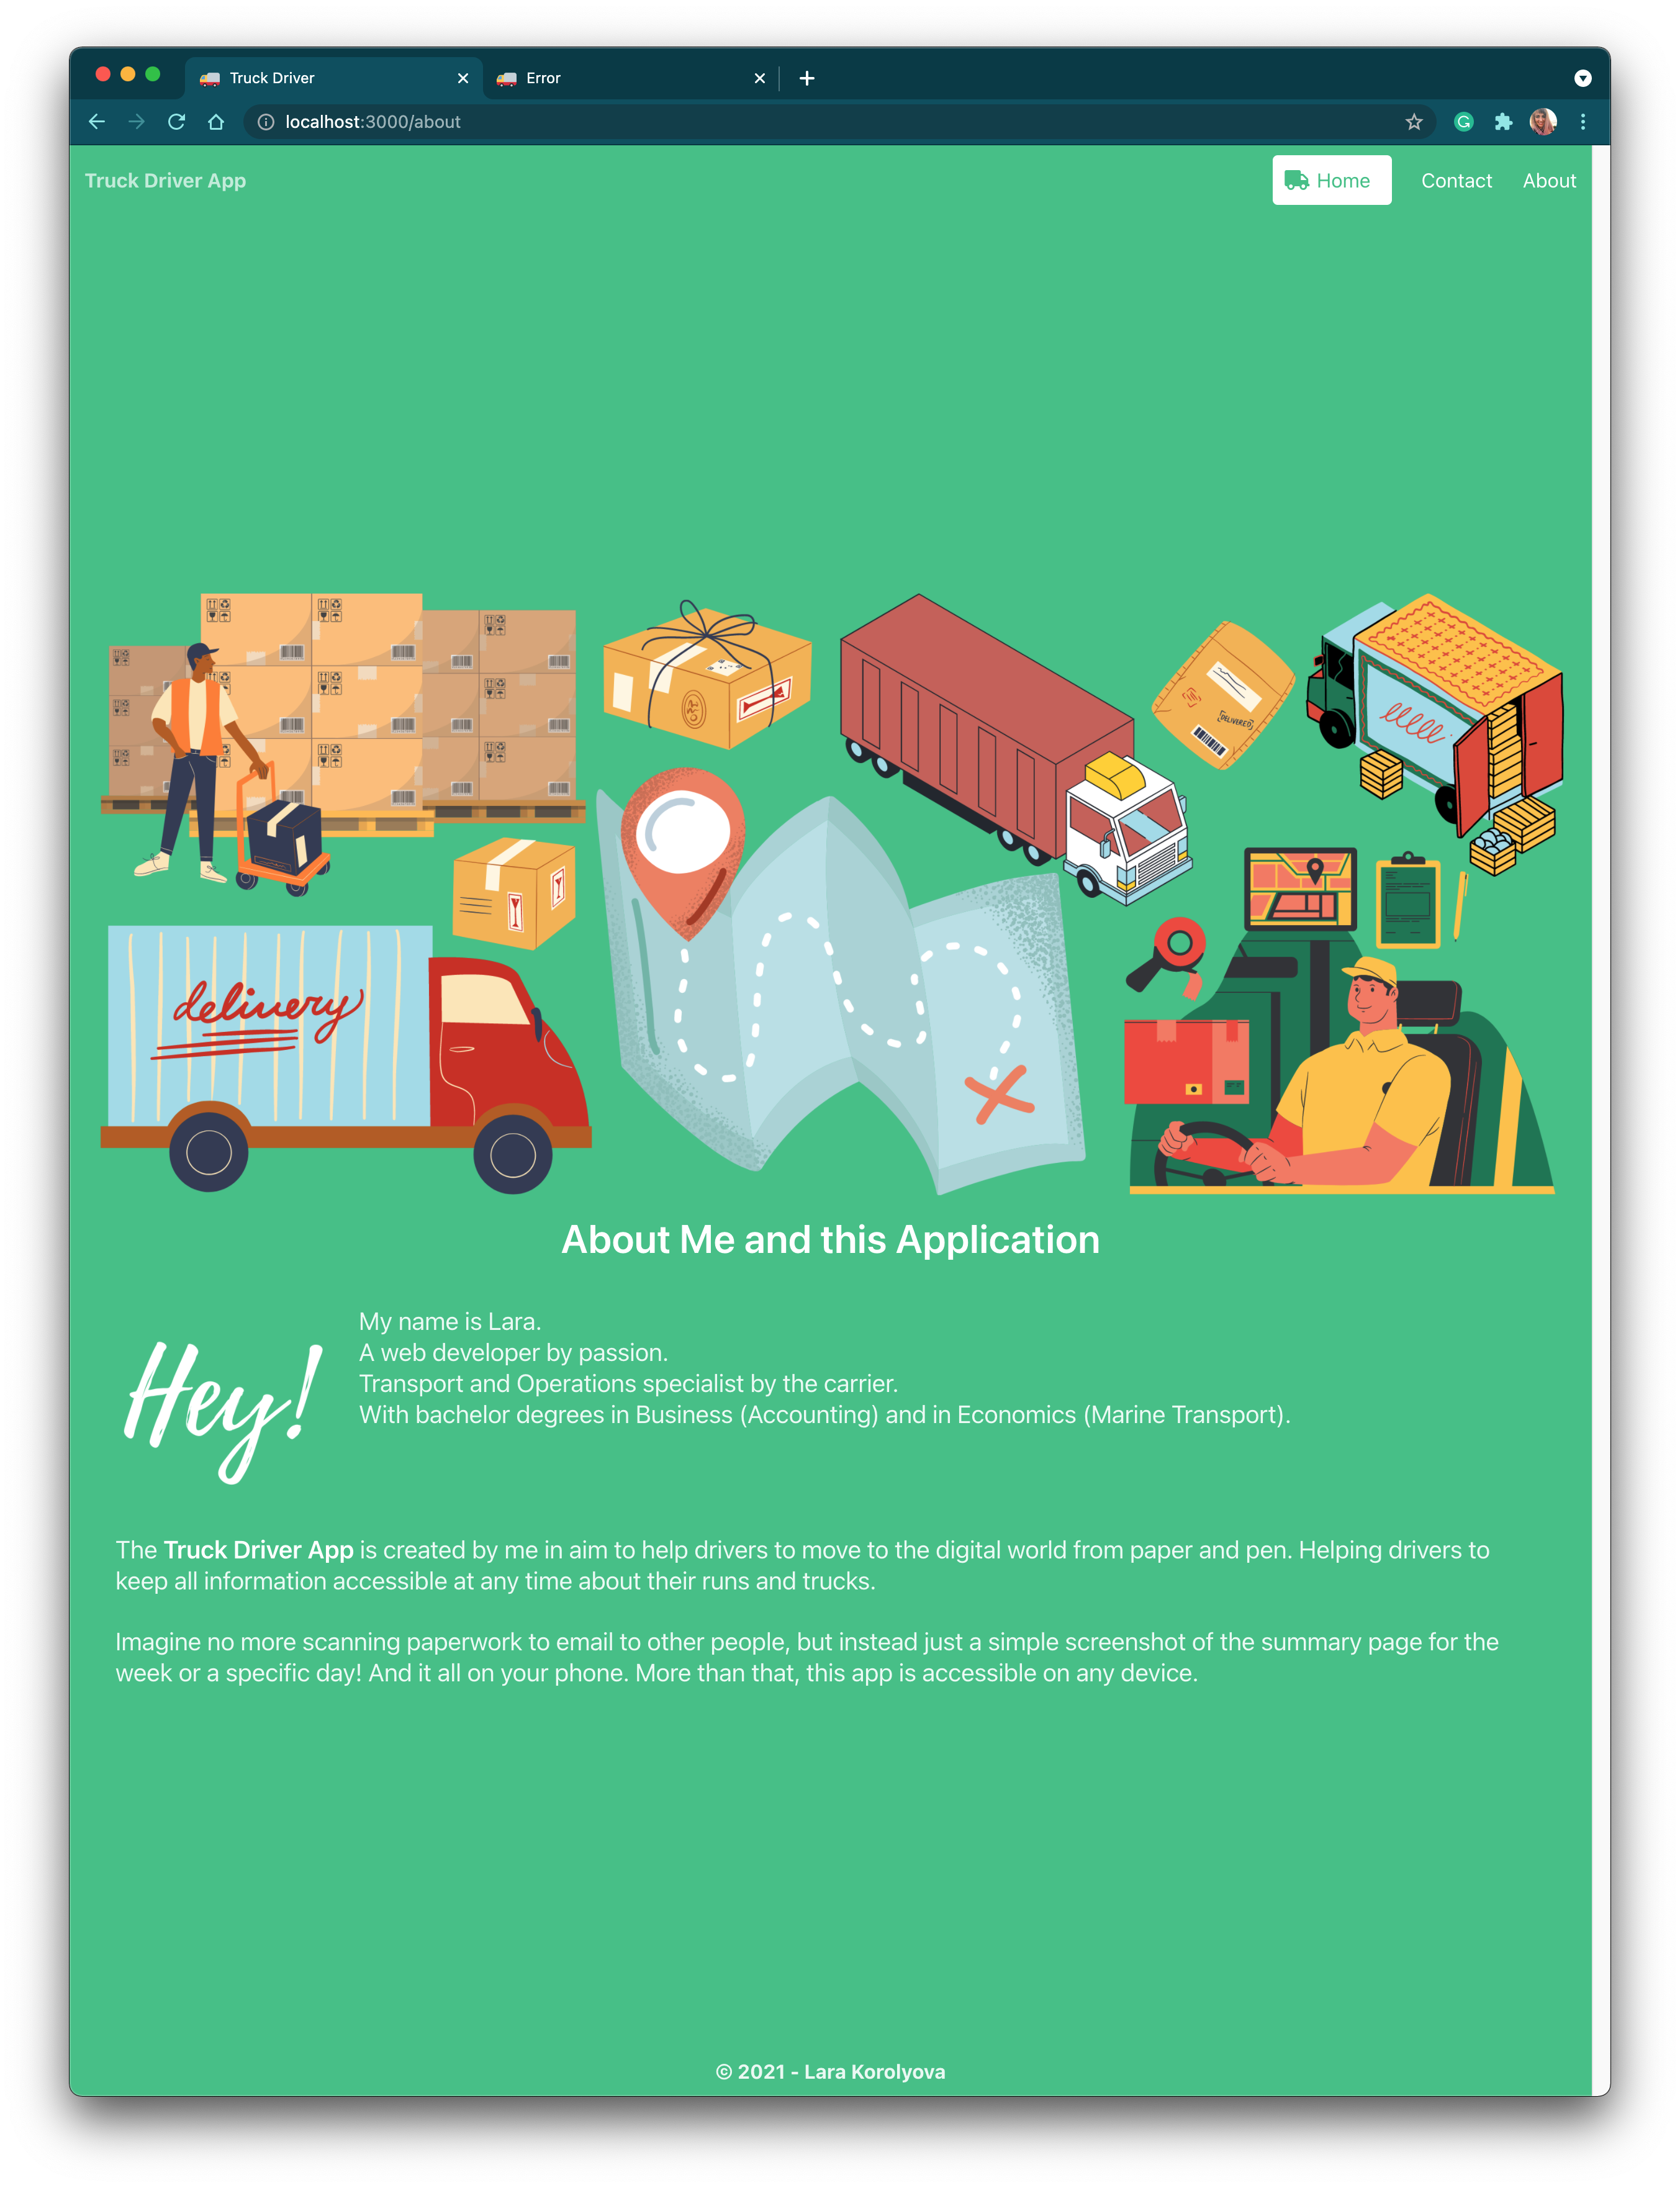 Truck Driver
Error
localhost:3000/about
Truck Driver App
Home
Contact
About
[DELIVERED]
delivery
About Me and this Application
Hey!
My name is Lara.
A web developer by passion.
Transport and Operations specialist by the carrier.
With bachelor degrees in Business (Accounting) and in Economics (Marine Transport).
The Truck Driver App is created by me in aim to help drivers to move to the digital world from paper and pen. Helping drivers to
keep all information accessible at any time about their runs and trucks.
Imagine no more scanning paperwork to email to other people, but instead just a simple screenshot of the summary page for the
week or a specific day! And it all on your phone. More than that, this app is accessible on any device.
© 2021 - Lara Korolyova